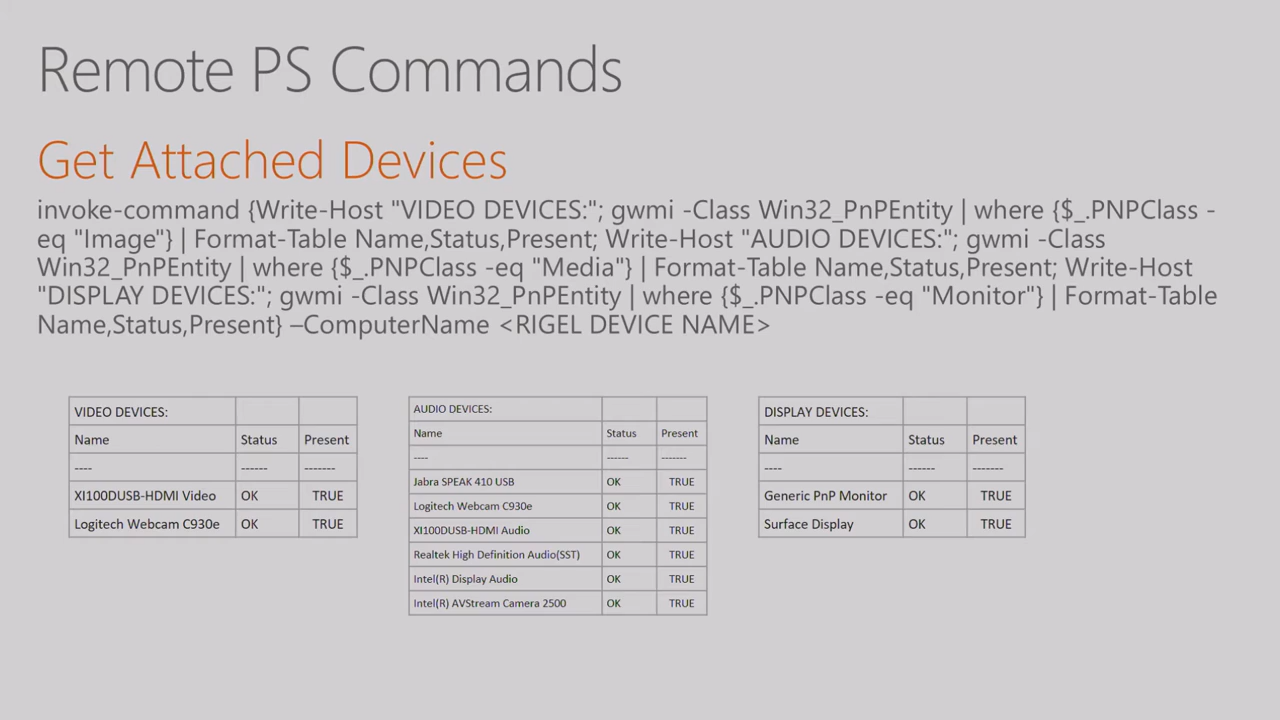 Remote PS Commands
Get Attached Devices
invoke-command {Write-Host "VIDEO DEVICES:"; gwmi -Class Win32_PnPEntity | where {$_.PNPClass -
eq "Image"} | Format-Table Name,Status,Present; Write-Host "AUDIO DEVICES:"; gwmi -Class
Win32_PnPEntity | where {$_.PNPClass -eq "Media"} | Format-Table Name,Status,Present; Write-Host
"DISPLAY DEVICES:"; gwmi -Class Win32_PnPEntity | where {$_.PNPClass -eq "Monitor"} | Format-Table
Name,Status,Present} –ComputerName <RIGEL DEVICE NAME>
VIDEO DEVICES:
Name Status Present
---- ------ -------
XI100DUSB-HDMI Video OK TRUE
Logitech Webcam C930e OK TRUE
AUDIO DEVICES:
Name Status Present
---- ------ -------
Jabra SPEAK 410 USB OK TRUE
Logitech Webcam C930e OK TRUE
XI100DUSB-HDMI Audio OK TRUE
Realtek High Definition Audio(SST) OK TRUE
Intel(R) Display Audio OK TRUE
Intel(R) AVStream Camera 2500 OK TRUE
DISPLAY DEVICES:
Name Status Present
---- ------ -------
Generic PnP Monitor OK TRUE
Surface Display OK TRUE